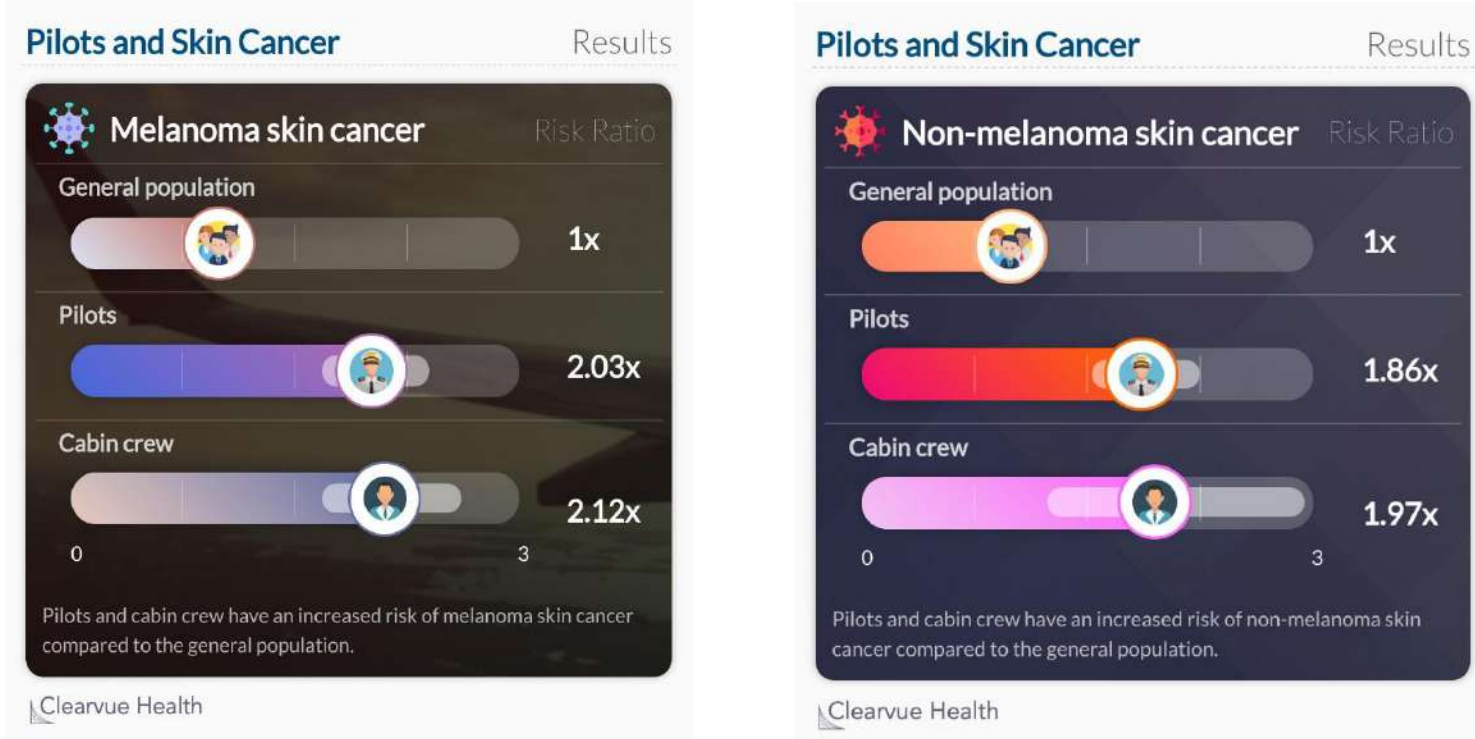 Pilots and Skin Cancer
Results
Melanoma skin cancer
Risk Ratio
General population
1x
Pilots
2.03x
Cabin crew
2.12x
0
3
Pilots and cabin crew have an increased risk of melanoma skin cancer
compared to the general population.
Clearvue Health
Pilots and Skin Cancer
Results
Non-melanoma skin cancer
Risk Ratio
General population
1x
Pilots
1.86x
Cabin crew
1.97x
0
3
Pilots and cabin crew have an increased risk of non-melanoma skin
cancer compared to the general population.
Clearvue Health